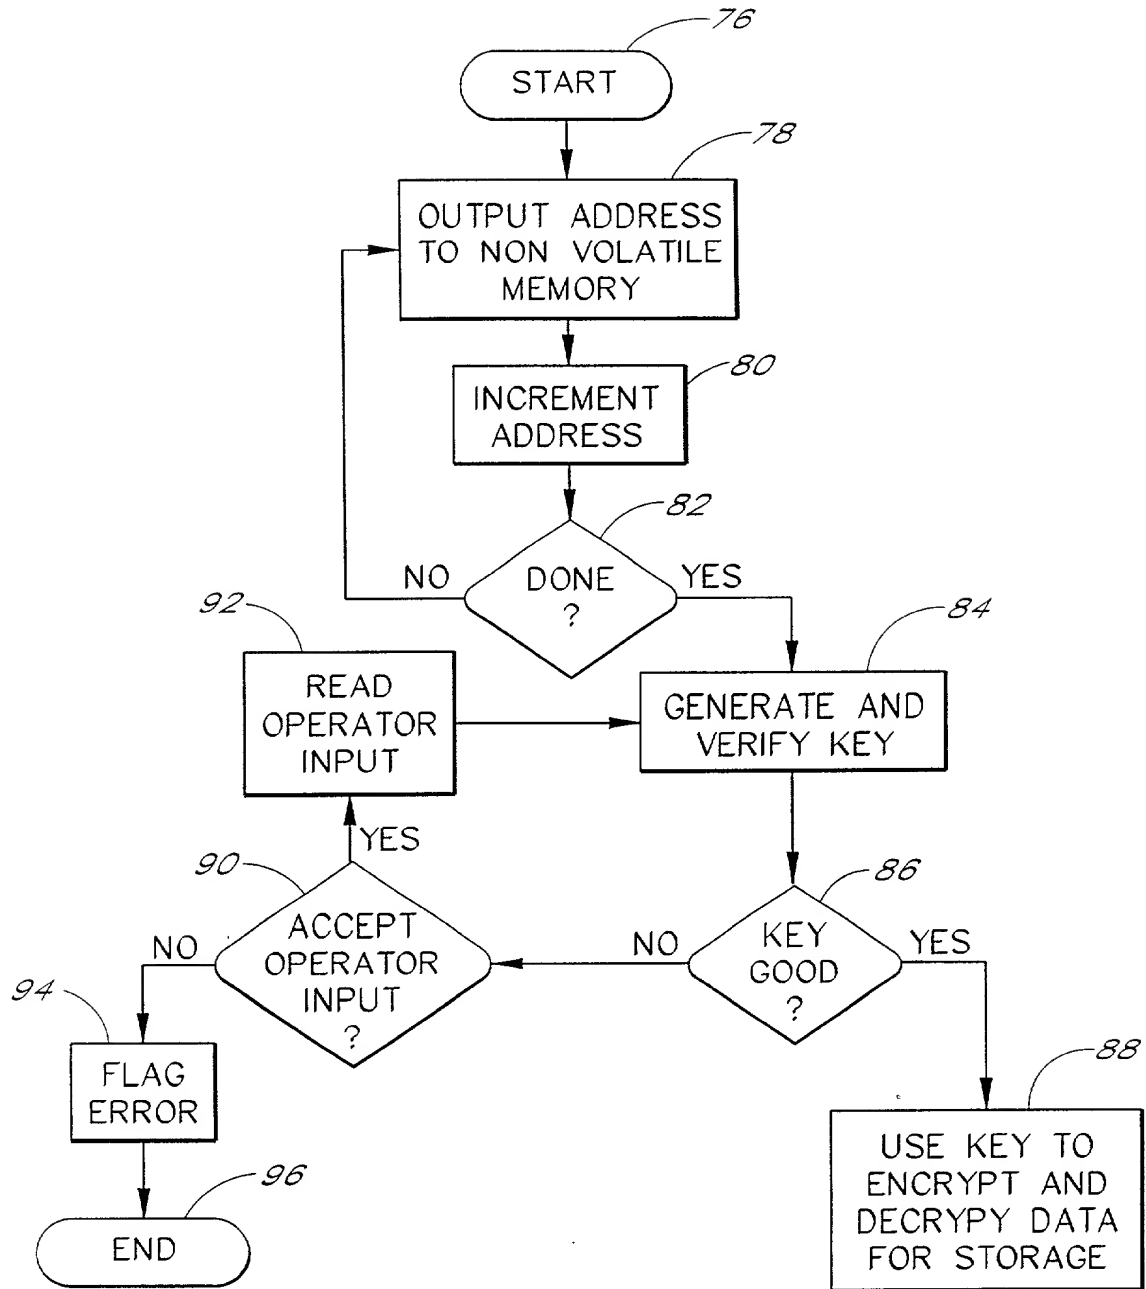 76
START
78
OUTPUT ADDRESS
TO NON VOLATILE
MEMORY
80
INCREMENT
ADDRESS
82
DONE
?
NO
YES
92
READ
OPERATOR
INPUT
84
GENERATE AND
VERIFY KEY
YES
90
ACCEPT
OPERATOR
INPUT
?
NO
86
KEY
GOOD
?
NO
YES
94
FLAG
ERROR
88
USE KEY TO
ENCRYPT AND
DECRYPY DATA
FOR STORAGE
96
END